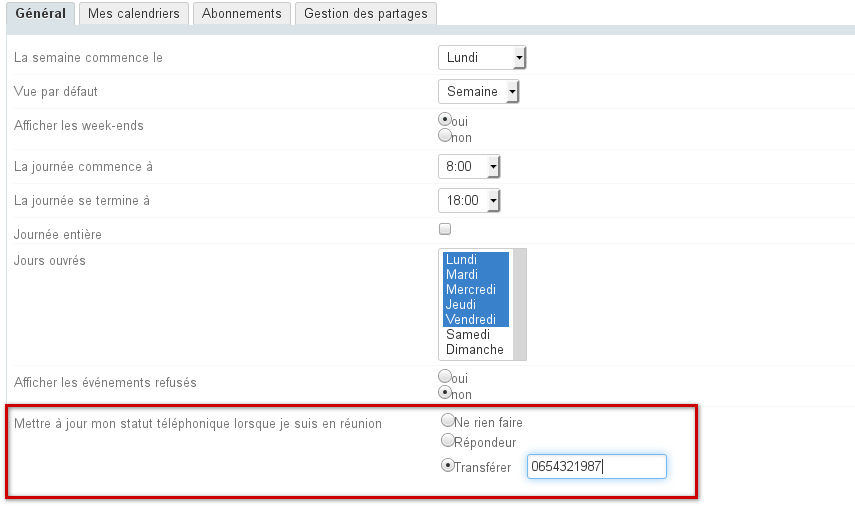 Général Mes calendriers Abonnements Gestion des partages
La semaine commence le Lundi
Vue par défaut Semaine
Afficher les week-ends oui
non
La journée commence à 8:00
La journée se termine à 18:00
Journée entière
Jours ouvrés Lundi
Mardi
Mercredi
Jeudi
Vendredi
Samedi
Dimanche
Afficher les événements refusés oui
non
Mettre à jour mon statut téléphonique lorsque je suis en réunion Ne rien faire
Répondeur
Transférer 0654321987